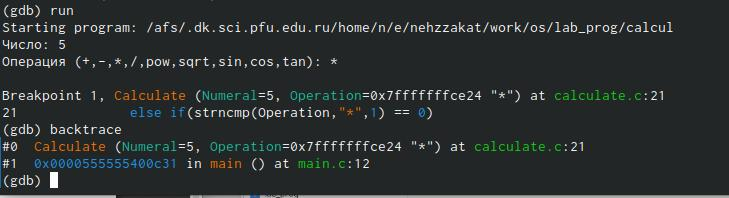 (gdb) run
Starting program: /afs/.dk.sci.pfu.edu.ru/home/n/e/nehzzakat/work/os/lab_prog/calcul
Число: 5
Операция (+,-,*,/,pow,sqrt,sin,cos,tan): *
Breakpoint 1, Calculate (Numeral=5, Operation=0x7fffffffce24 "*") at calculate.c:21
21 else if(strncmp(Operation,"*",1) == 0)
(gdb) backtrace
#0 Calculate (Numeral=5, Operation=0x7fffffffce24 "*") at calculate.c:21
#1 0x0000555555400c31 in main () at main.c:12
(gdb)